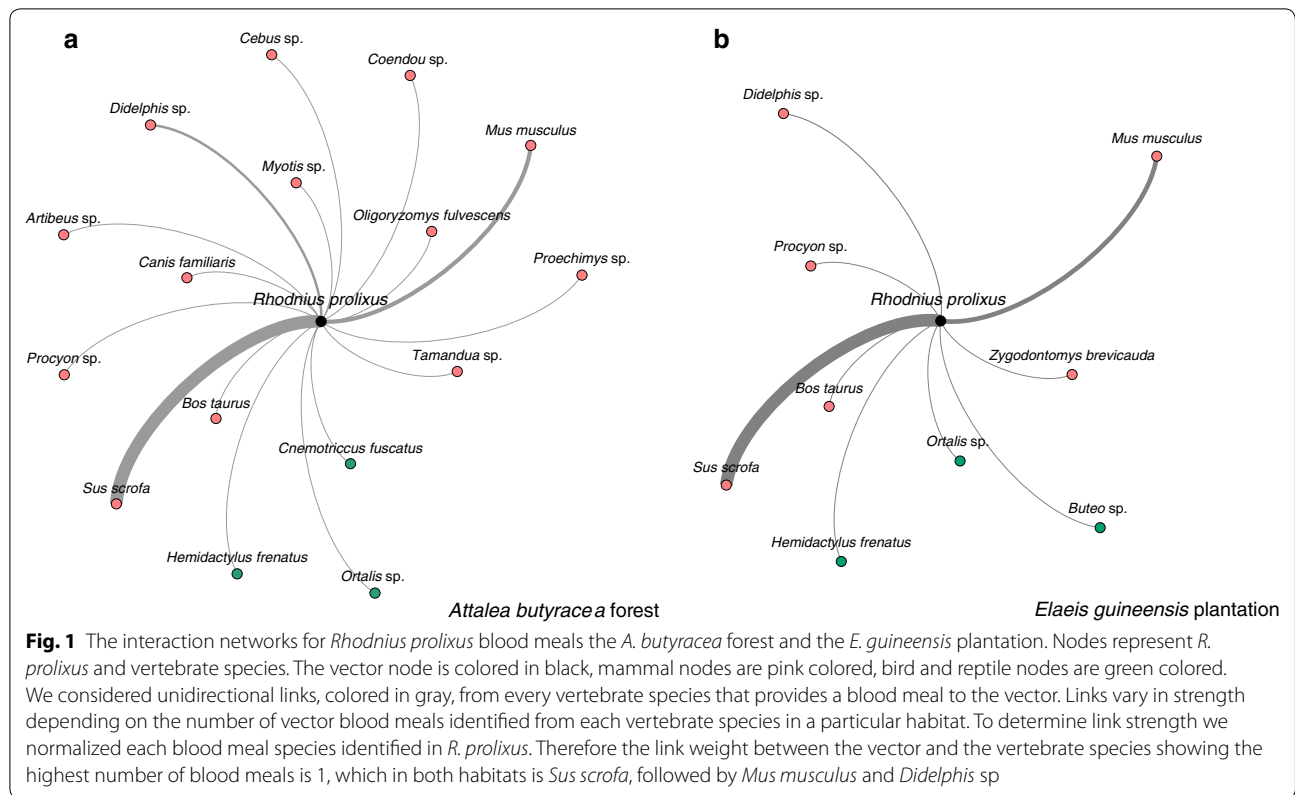 a
Cebus sp.
Coendou sp.
Didelphis sp.
Mus musculus
Myotis sp.
Artibeus sp.
Oligoryzomys fulvescens
Canis familiaris
Proechimys sp.
Rhodnius prolixus
Procyon sp.
Tamandua sp.
Bos taurus
Cnemotriccus fuscatus
Sus scrofa
Hemidactylus frenatus
Ortalis sp.
Attalea butyracea forest
b
Didelphis sp.
Mus musculus
Procyon sp.
Rhodnius prolixus
Zygodontomys brevicauda
Bos taurus
Ortalis sp.
Sus scrofa
Buteo sp.
Hemidactylus frenatus
Elaeis guineensis plantation
Fig. 1 The interaction networks for Rhodnius prolixus blood meals the A. butyracea forest and the E. guineensis plantation. Nodes represent R.
prolixus and vertebrate species. The vector node is colored in black, mammal nodes are pink colored, bird and reptile nodes are green colored.
We considered unidirectional links, colored in gray, from every vertebrate species that provides a blood meal to the vector. Links vary in strength
depending on the number of vector blood meals identified from each vertebrate species in a particular habitat. To determine link strength we
normalized each blood meal species identified in R. prolixus. Therefore the link weight between the vector and the vertebrate species showing the
highest number of blood meals is 1, which in both habitats is Sus scrofa, followed by Mus musculus and Didelphis sp